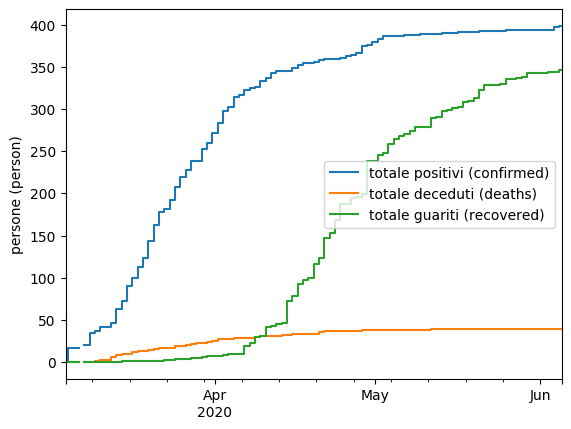 400
350
300
250
200
150
100
50
0
persone (person)
totale positivi (confirmed)
totale deceduti (deaths)
totale guariti (recovered)
Apr
2020
May
Jun